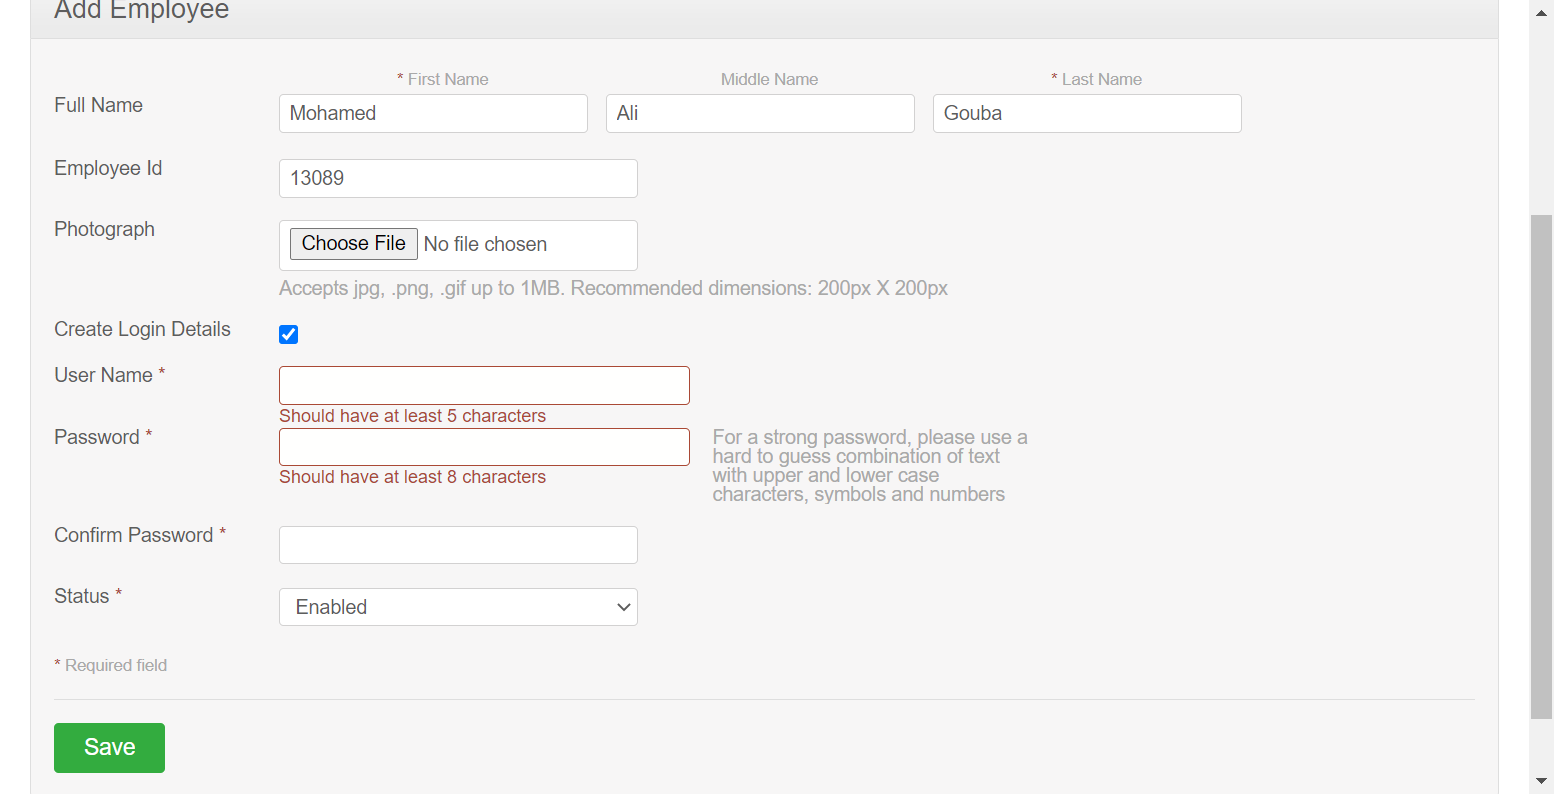 Add Employee
* First Name
Middle Name
* Last Name
Full Name
Mohamed
Ali
Gouba
Employee Id
13089
Photograph
Choose File No file chosen
Accepts jpg, .png, .gif up to 1MB. Recommended dimensions: 200px X 200px
Create Login Details
User Name *
Should have at least 5 characters
Password *
Should have at least 8 characters
For a strong password, please use a
hard to guess combination of text
with upper and lower case
characters, symbols and numbers
Confirm Password *
Status *
Enabled
* Required field
Save